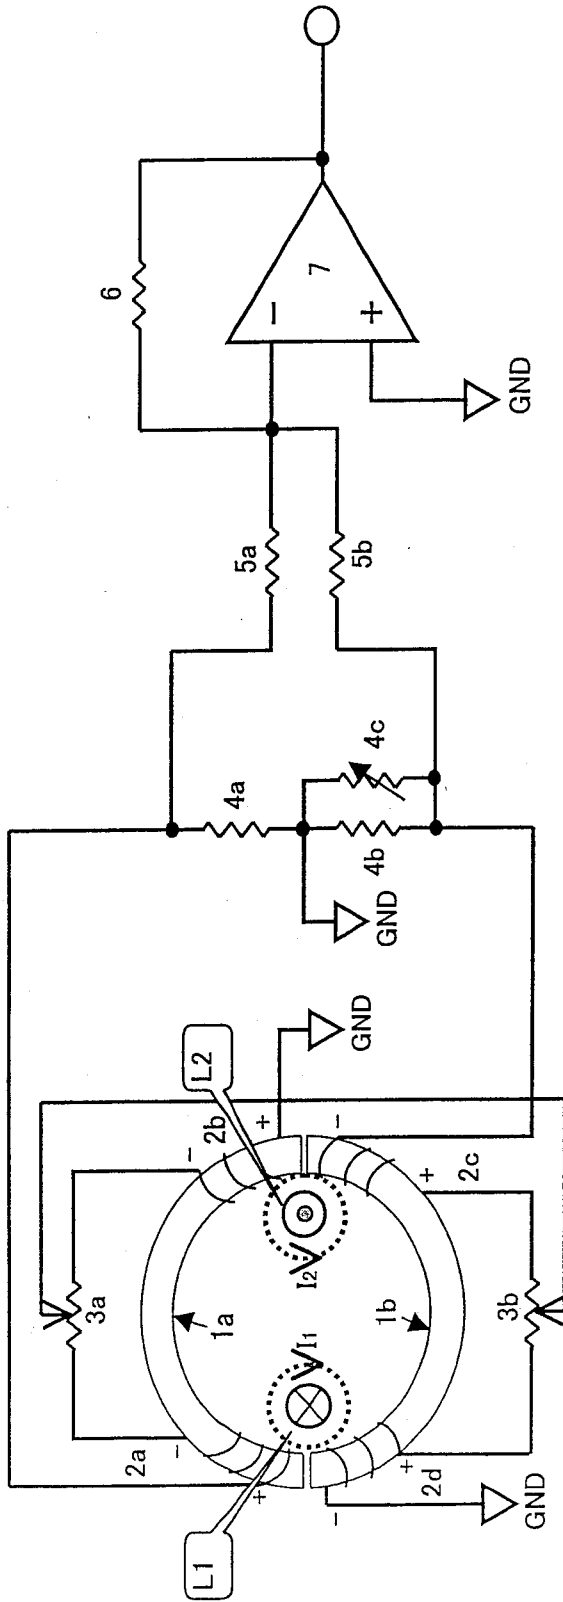 L1
L2
I1
I2
1a
1b
2a
2b
2c
2d
3a
3b
4a
4b
4c
5a
5b
6
7
−
+
GND
GND
GND
GND
+
−
−
+
−
+
+
−